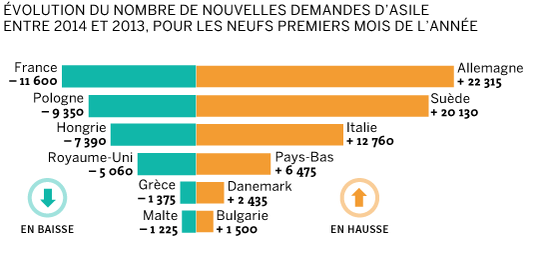 ÉVOLUTION DU NOMBRE DE NOUVELLES DEMANDES D'ASILE
ENTRE 2014 ET 2013, POUR LES NEUFS PREMIERS MOIS DE L'ANNÉE
France
– 11 600
Allemagne
+ 22 315
Pologne
– 9 350
Suède
+ 20 130
Hongrie
– 7 390
Italie
+ 12 760
Royaume-Uni
– 5 060
Pays-Bas
+ 6 475
Grèce
– 1 375
Danemark
+ 2 435
Malte
– 1 225
Bulgarie
+ 1 500
EN BAISSE
EN HAUSSE